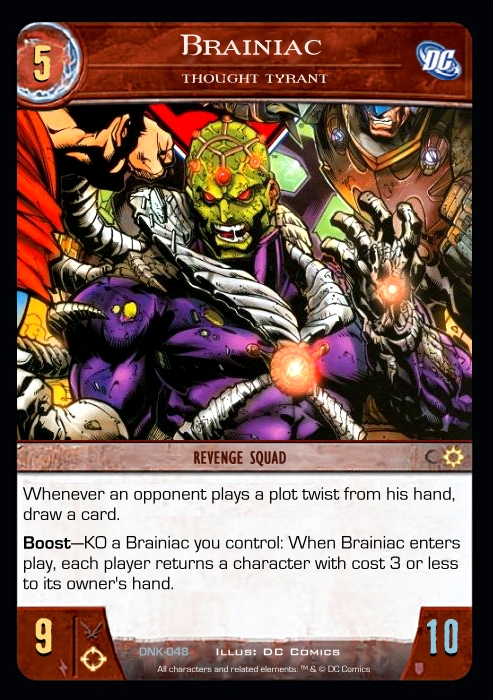 5
BRAINIAC
DC
THOUGHT TYRANT
REVENGE SQUAD
Whenever an opponent plays a plot twist from his hand,
draw a card.
Boost—KO a Brainiac you control: When Brainiac enters
play, each player returns a character with cost 3 or less
to its owner's hand.
9
10
DNK-048 ILLUS: DC COMICS
All characters and related elements: ™ & © DC Comics